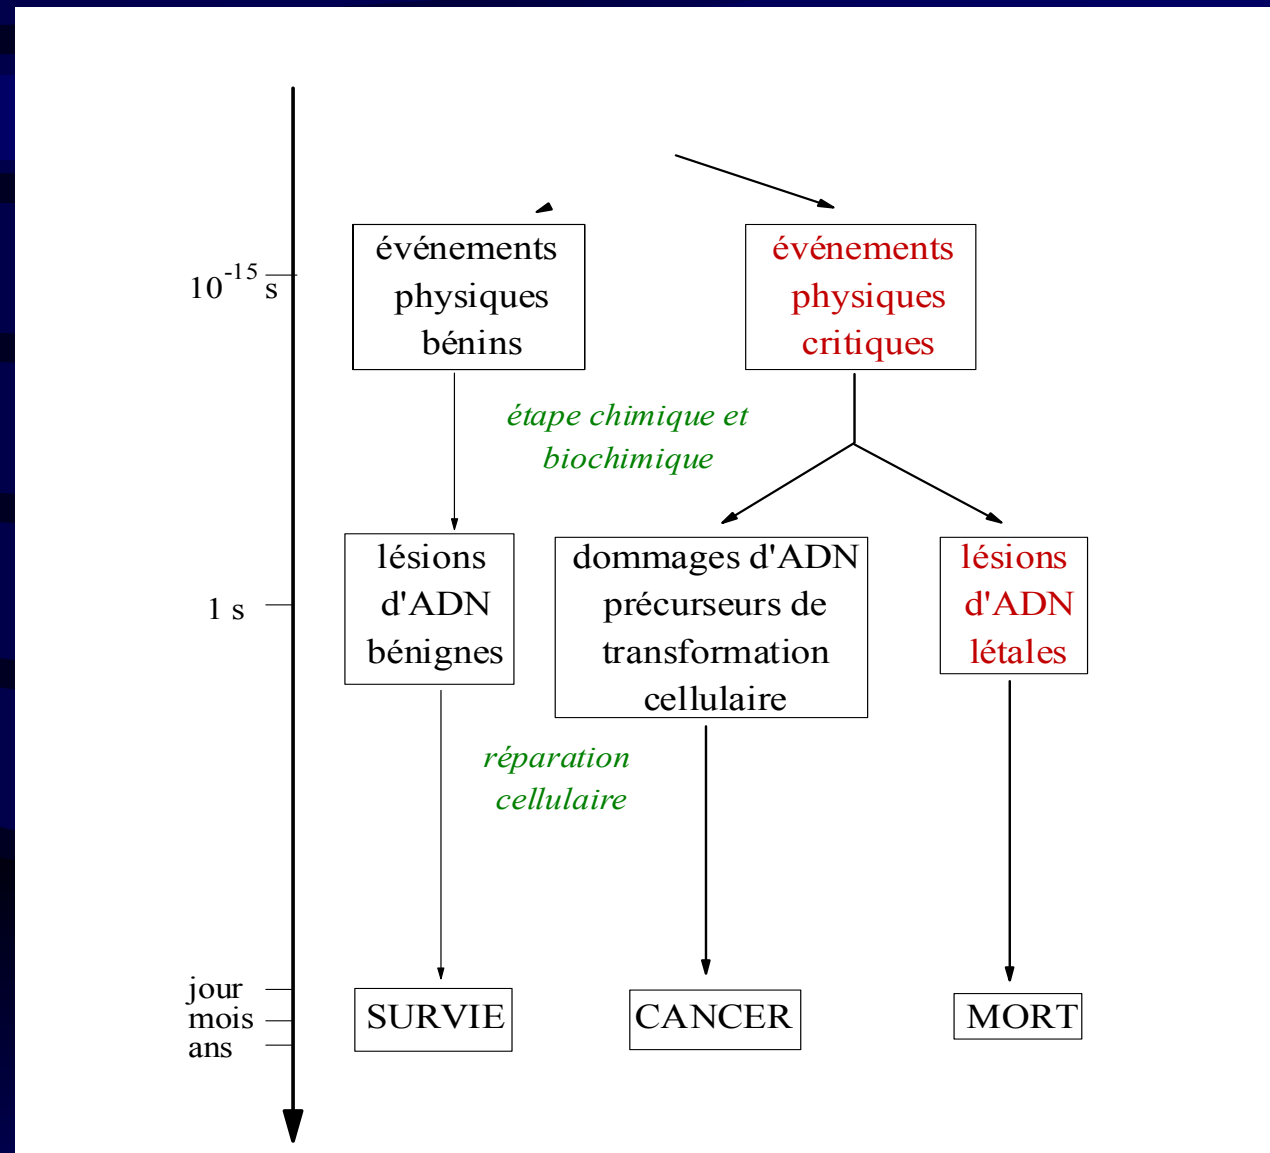 événements
physiques
bénins
événements
physiques
critiques
10-15 s
étape chimique et
biochimique
lésions
d'ADN
bénignes
dommages d'ADN
précurseurs de
transformation
cellulaire
lésions
d'ADN
létales
1 s
réparation
cellulaire
jour
mois
ans
SURVIE
CANCER
MORT